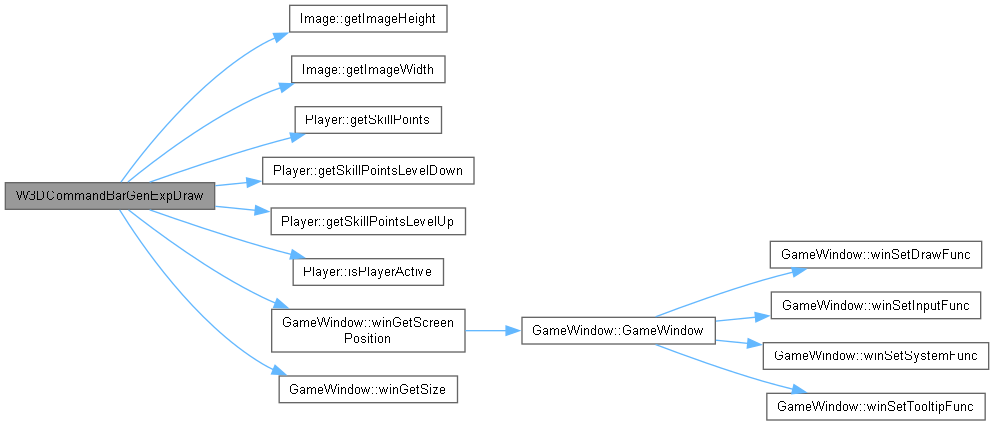 Image::getImageHeight
Image::getImageWidth
Player::getSkillPoints
Player::getSkillPointsLevelDown
W3DCommandBarGenExpDraw
Player::getSkillPointsLevelUp
Player::isPlayerActive
GameWindow::winGetScreen
Position
GameWindow::winGetSize
GameWindow::GameWindow
GameWindow::winSetDrawFunc
GameWindow::winSetInputFunc
GameWindow::winSetSystemFunc
GameWindow::winSetTooltipFunc